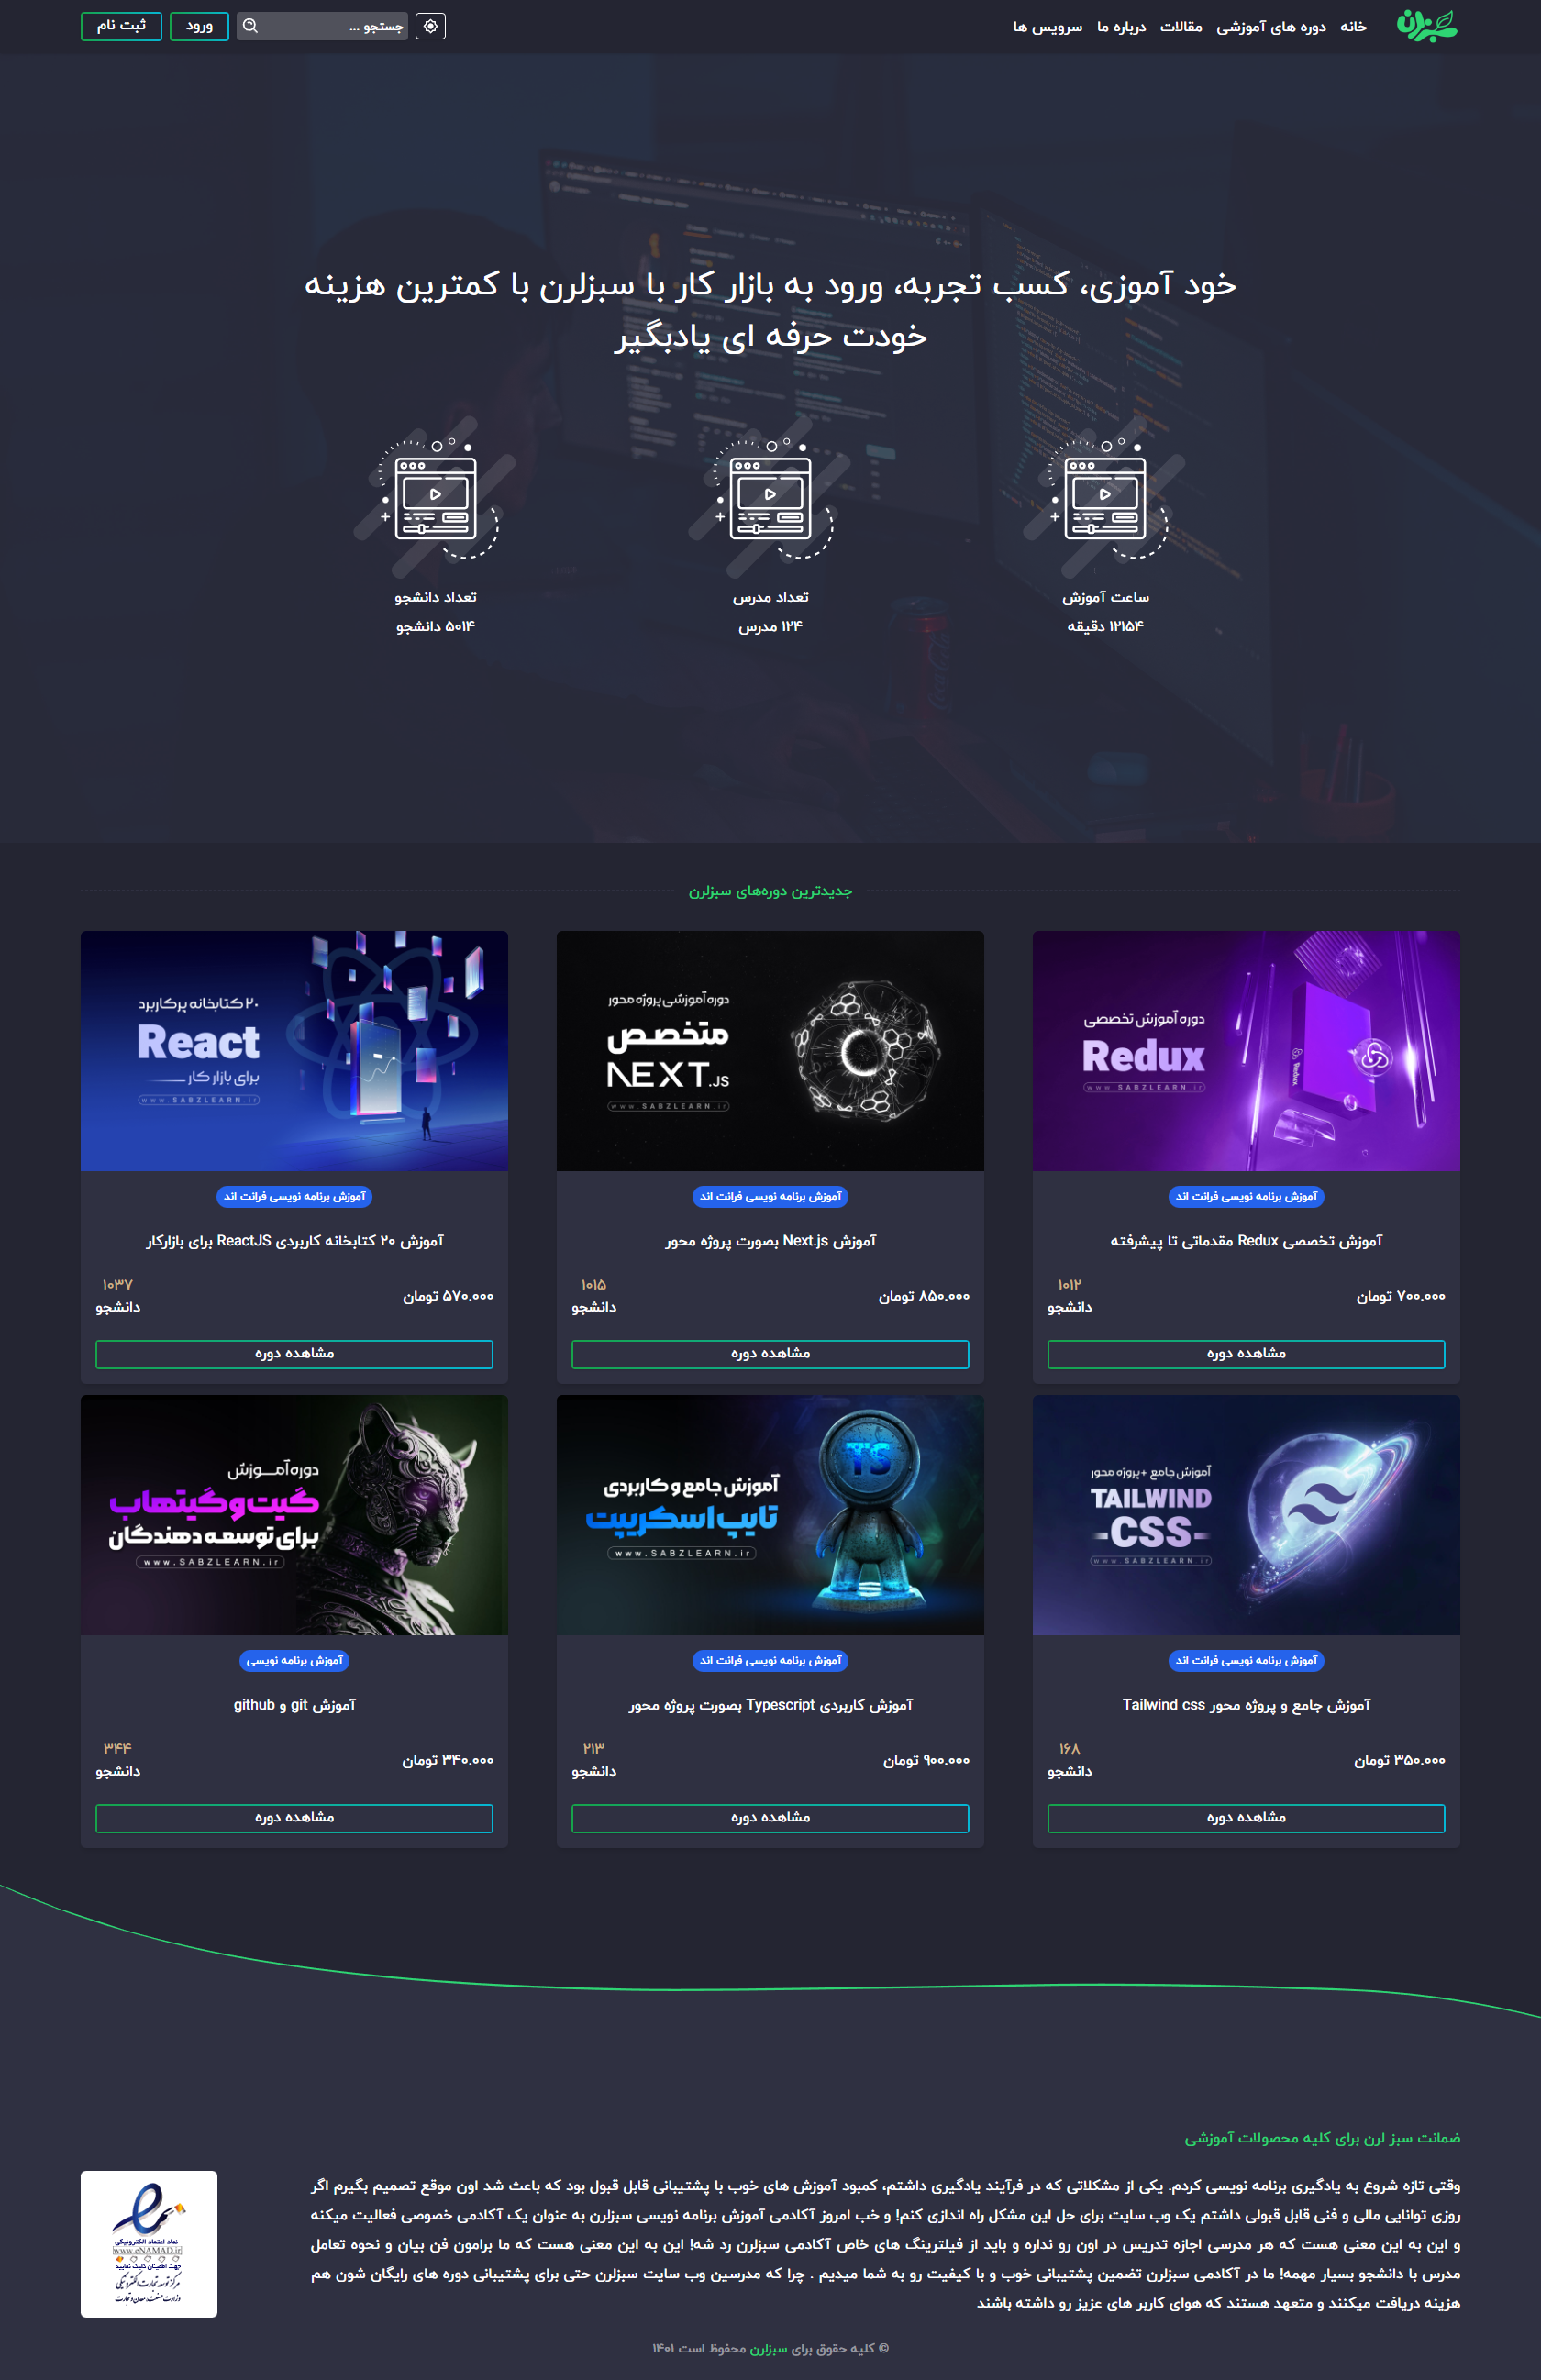 سبزلرن
خانه
دوره های آموزشی
مقالات
درباره ما
سرویس ها
جستجو ...
ورود
ثبت نام
خود آموزی، کسب تجربه، ورود به بازار کار با سبزلرن با کمترین هزینه
خودت حرفه ای یادبگیر
ساعت آموزش
۱۲۱۵۴ دقیقه
تعداد مدرس
۱۲۴ مدرس
تعداد دانشجو
۵۰۱۴ دانشجو
جدیدترین دوره‌های سبزلرن
دوره آموزش تخصصی
Redux
www.SABZLEARN.ir
Redux
آموزش برنامه نویسی فرانت اند
آموزش تخصصی Redux مقدماتی تا پیشرفته
۷۰۰.۰۰۰ تومان
۱۰۱۲
دانشجو
مشاهده دوره
دوره آموزشی پروژه محور
متخصص
NEXT.JS
www.SABZLEARN.ir
آموزش برنامه نویسی فرانت اند
آموزش Next.js بصورت پروژه محور
۸۵۰.۰۰۰ تومان
۱۰۱۵
دانشجو
مشاهده دوره
۲۰ کتابخانه پرکاربرد
React
برای بازار کار
www.SABZLEARN.ir
آموزش برنامه نویسی فرانت اند
آموزش ۲۰ کتابخانه کاربردی ReactJS برای بازارکار
۵۷۰.۰۰۰ تومان
۱۰۳۷
دانشجو
مشاهده دوره
آموزش جامع +پروژه محور
TAILWIND
-CSS-
www.SABZLEARN.ir
آموزش برنامه نویسی فرانت اند
آموزش جامع و پروژه محور Tailwind css
۳۵۰.۰۰۰ تومان
۱۶۸
دانشجو
مشاهده دوره
TS
آموزش جامع و کاربردی
تایپ اسکریپت
www.SABZLEARN.ir
آموزش برنامه نویسی فرانت اند
آموزش کاربردی Typescript بصورت پروژه محور
۹۰۰.۰۰۰ تومان
۲۱۳
دانشجو
مشاهده دوره
دوره آموزش
گیت و گیتهاب
برای توسعه دهندگان
www.SABZLEARN.ir
آموزش برنامه نویسی
آموزش git و github
۳۴۰.۰۰۰ تومان
۳۴۴
دانشجو
مشاهده دوره
ضمانت سبز لرن برای کلیه محصولات آموزشی
وقتی تازه شروع به یادگیری برنامه نویسی کردم. یکی از مشکلاتی که در فرآیند یادگیری داشتم، کمبود آموزش های خوب با پشتیبانی قابل قبول بود که باعث شد اون موقع تصمیم بگیرم اگر
روزی توانایی مالی و فنی قابل قبولی داشتم یک وب سایت برای حل این مشکل راه اندازی کنم! و خب امروز آکادمی آموزش برنامه نویسی سبزلرن به عنوان یک آکادمی خصوصی فعالیت میکنه
و این به این معنی هست که هر مدرسی اجازه تدریس در اون رو نداره و باید از فیلترینگ های خاص آکادمی سبزلرن رد شه! این به این معنی هست که ما برامون فن بیان و نحوه تعامل
مدرس با دانشجو بسیار مهمه! ما در آکادمی سبزلرن تضمین پشتیبانی خوب و با کیفیت رو به شما میدیم . چرا که مدرسین وب سایت سبزلرن حتی برای پشتیبانی دوره های رایگان شون هم
هزینه دریافت میکنند و متعهد هستند که هوای کاربر های عزیز رو داشته باشند
نماد اعتماد الکترونیکی
www.eNAMAD.ir
جهت اطمینان کلیک نمایید
مرکز توسعه تجارت الکترونیکی
وزارت صنعت، معدن و تجارت
© کلیه حقوق برای سبزلرن محفوظ است ۱۴۰۱